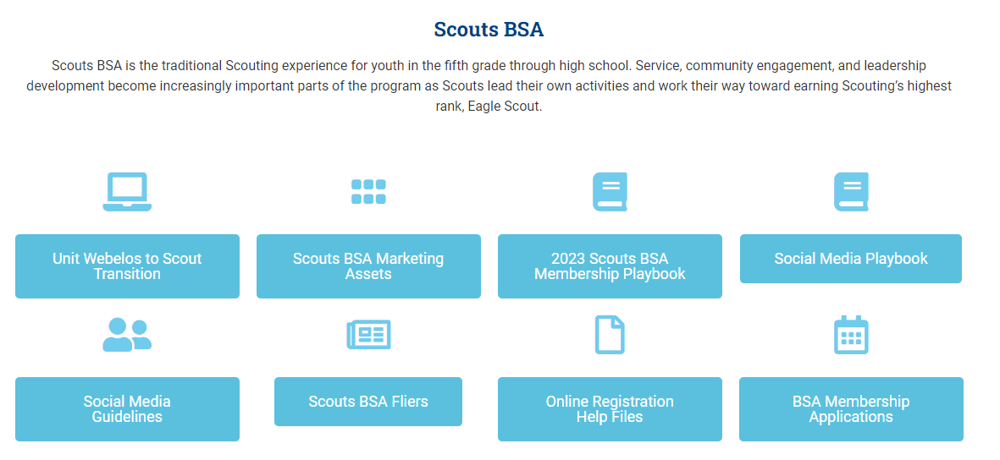 Scouts BSA
Scouts BSA is the traditional Scouting experience for youth in the fifth grade through high school. Service, community engagement, and leadership
development become increasingly important parts of the program as Scouts lead their own activities and work their way toward earning Scouting’s highest
rank, Eagle Scout.
Unit Webelos to Scout
Transition
Scouts BSA Marketing
Assets
2023 Scouts BSA
Membership Playbook
Social Media Playbook
Social Media
Guidelines
Scouts BSA Fliers
Online Registration
Help Files
BSA Membership
Applications